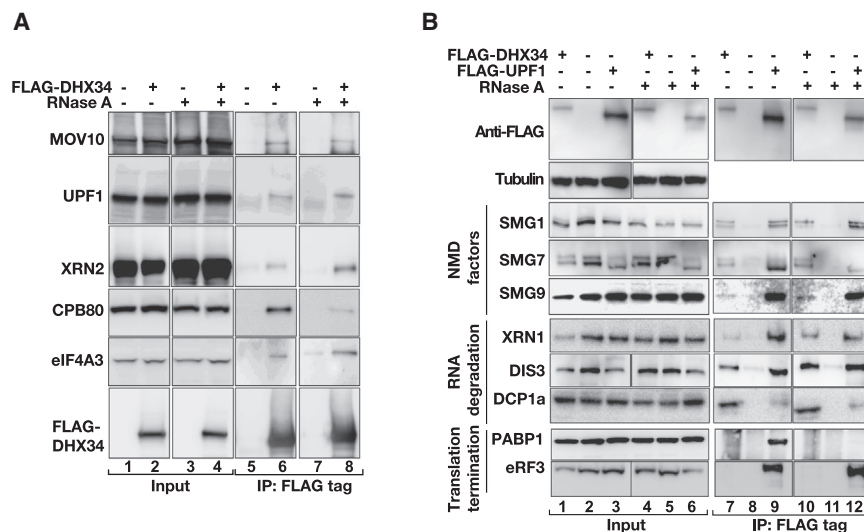 A
FLAG-DHX34 - + - + - + - +
RNase A - - + + - - + +
MOV10
UPF1
XRN2
CPB80
eIF4A3
FLAG-
DHX34
1 2 3 4 5 6 7 8
Input IP: FLAG tag
B
FLAG-DHX34 + - - + - - + - - + - -
FLAG-UPF1 - - + - - + - - + - - +
RNase A + + + + + +
Anti-FLAG
Tubulin
NMD
factors
SMG1
SMG7
SMG9
RNA
degradation
XRN1
DIS3
DCP1a
Translation
termination
PABP1
eRF3
1 2 3 4 5 6 7 8 9 10 11 12
Input IP: FLAG tag